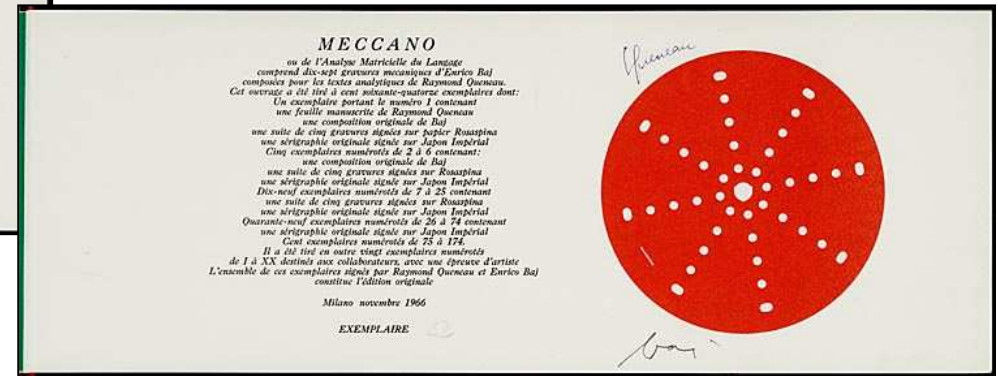 MECCANO
ou de l'Analyse Matricielle du Langage
comprend dix-sept gravures mecaniques d'Enrico Baj
composées pour les textes analytiques de Raymond Queneau.
Cet ouvrage a été tiré à cent soixante-quatorze exemplaires dont:
Un exemplaire portant le numéro 1 contenant
une feuille manuscrite de Raymond Queneau
une composition originale de Baj
une suite de cinq gravures signées sur papier Rosaspina
une sérigraphie originale signée sur Japon Impérial
Cinq exemplaires numérotés de 2 à 6 contenant:
une composition originale de Baj
une suite de cinq gravures signées sur Rosaspina
une sérigraphie originale signée sur Japon Impérial
Dix-neuf exemplaires numérotés de 7 à 25 contenant
une suite de cinq gravures signées sur Rosaspina
une sérigraphie originale signée sur Japon Impérial
Quarante-neuf exemplaires numérotés de 26 à 74 contenant
une sérigraphie originale signée sur Japon Impérial
Cent exemplaires numérotés de 75 à 174.
Il a été tiré en outre vingt exemplaires numérotés
de I à XX destinés aux collaborateurs, avec une épreuve d'artiste
L'ensemble de ces exemplaires signés par Raymond Queneau et Enrico Baj
constitue l'édition originale
Milano novembre 1966
EXEMPLAIRE
Queneau
baj